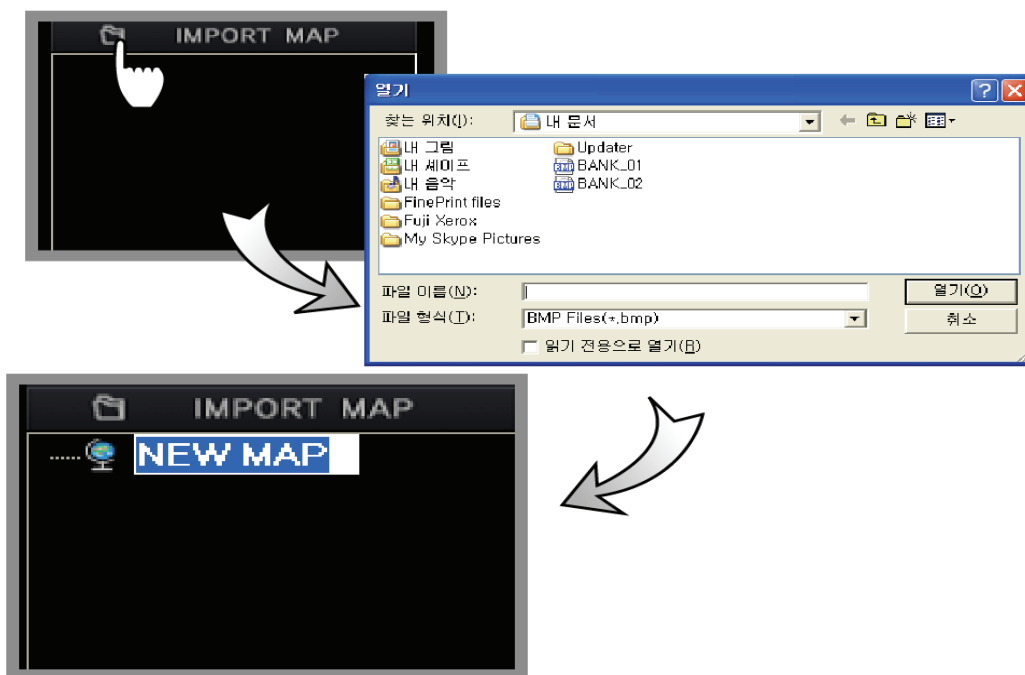 IMPORT MAP
열기
찾는 위치(I):
내 문서
내 그림
내 셰이프
내 음악
FinePrint files
Fuji Xerox
My Skype Pictures
Updater
BANK_01
BANK_02
파일 이름(N):
열기(O)
파일 형식(T):
BMP Files(*.bmp)
취소
읽기 전용으로 열기(R)
IMPORT MAP
NEW MAP